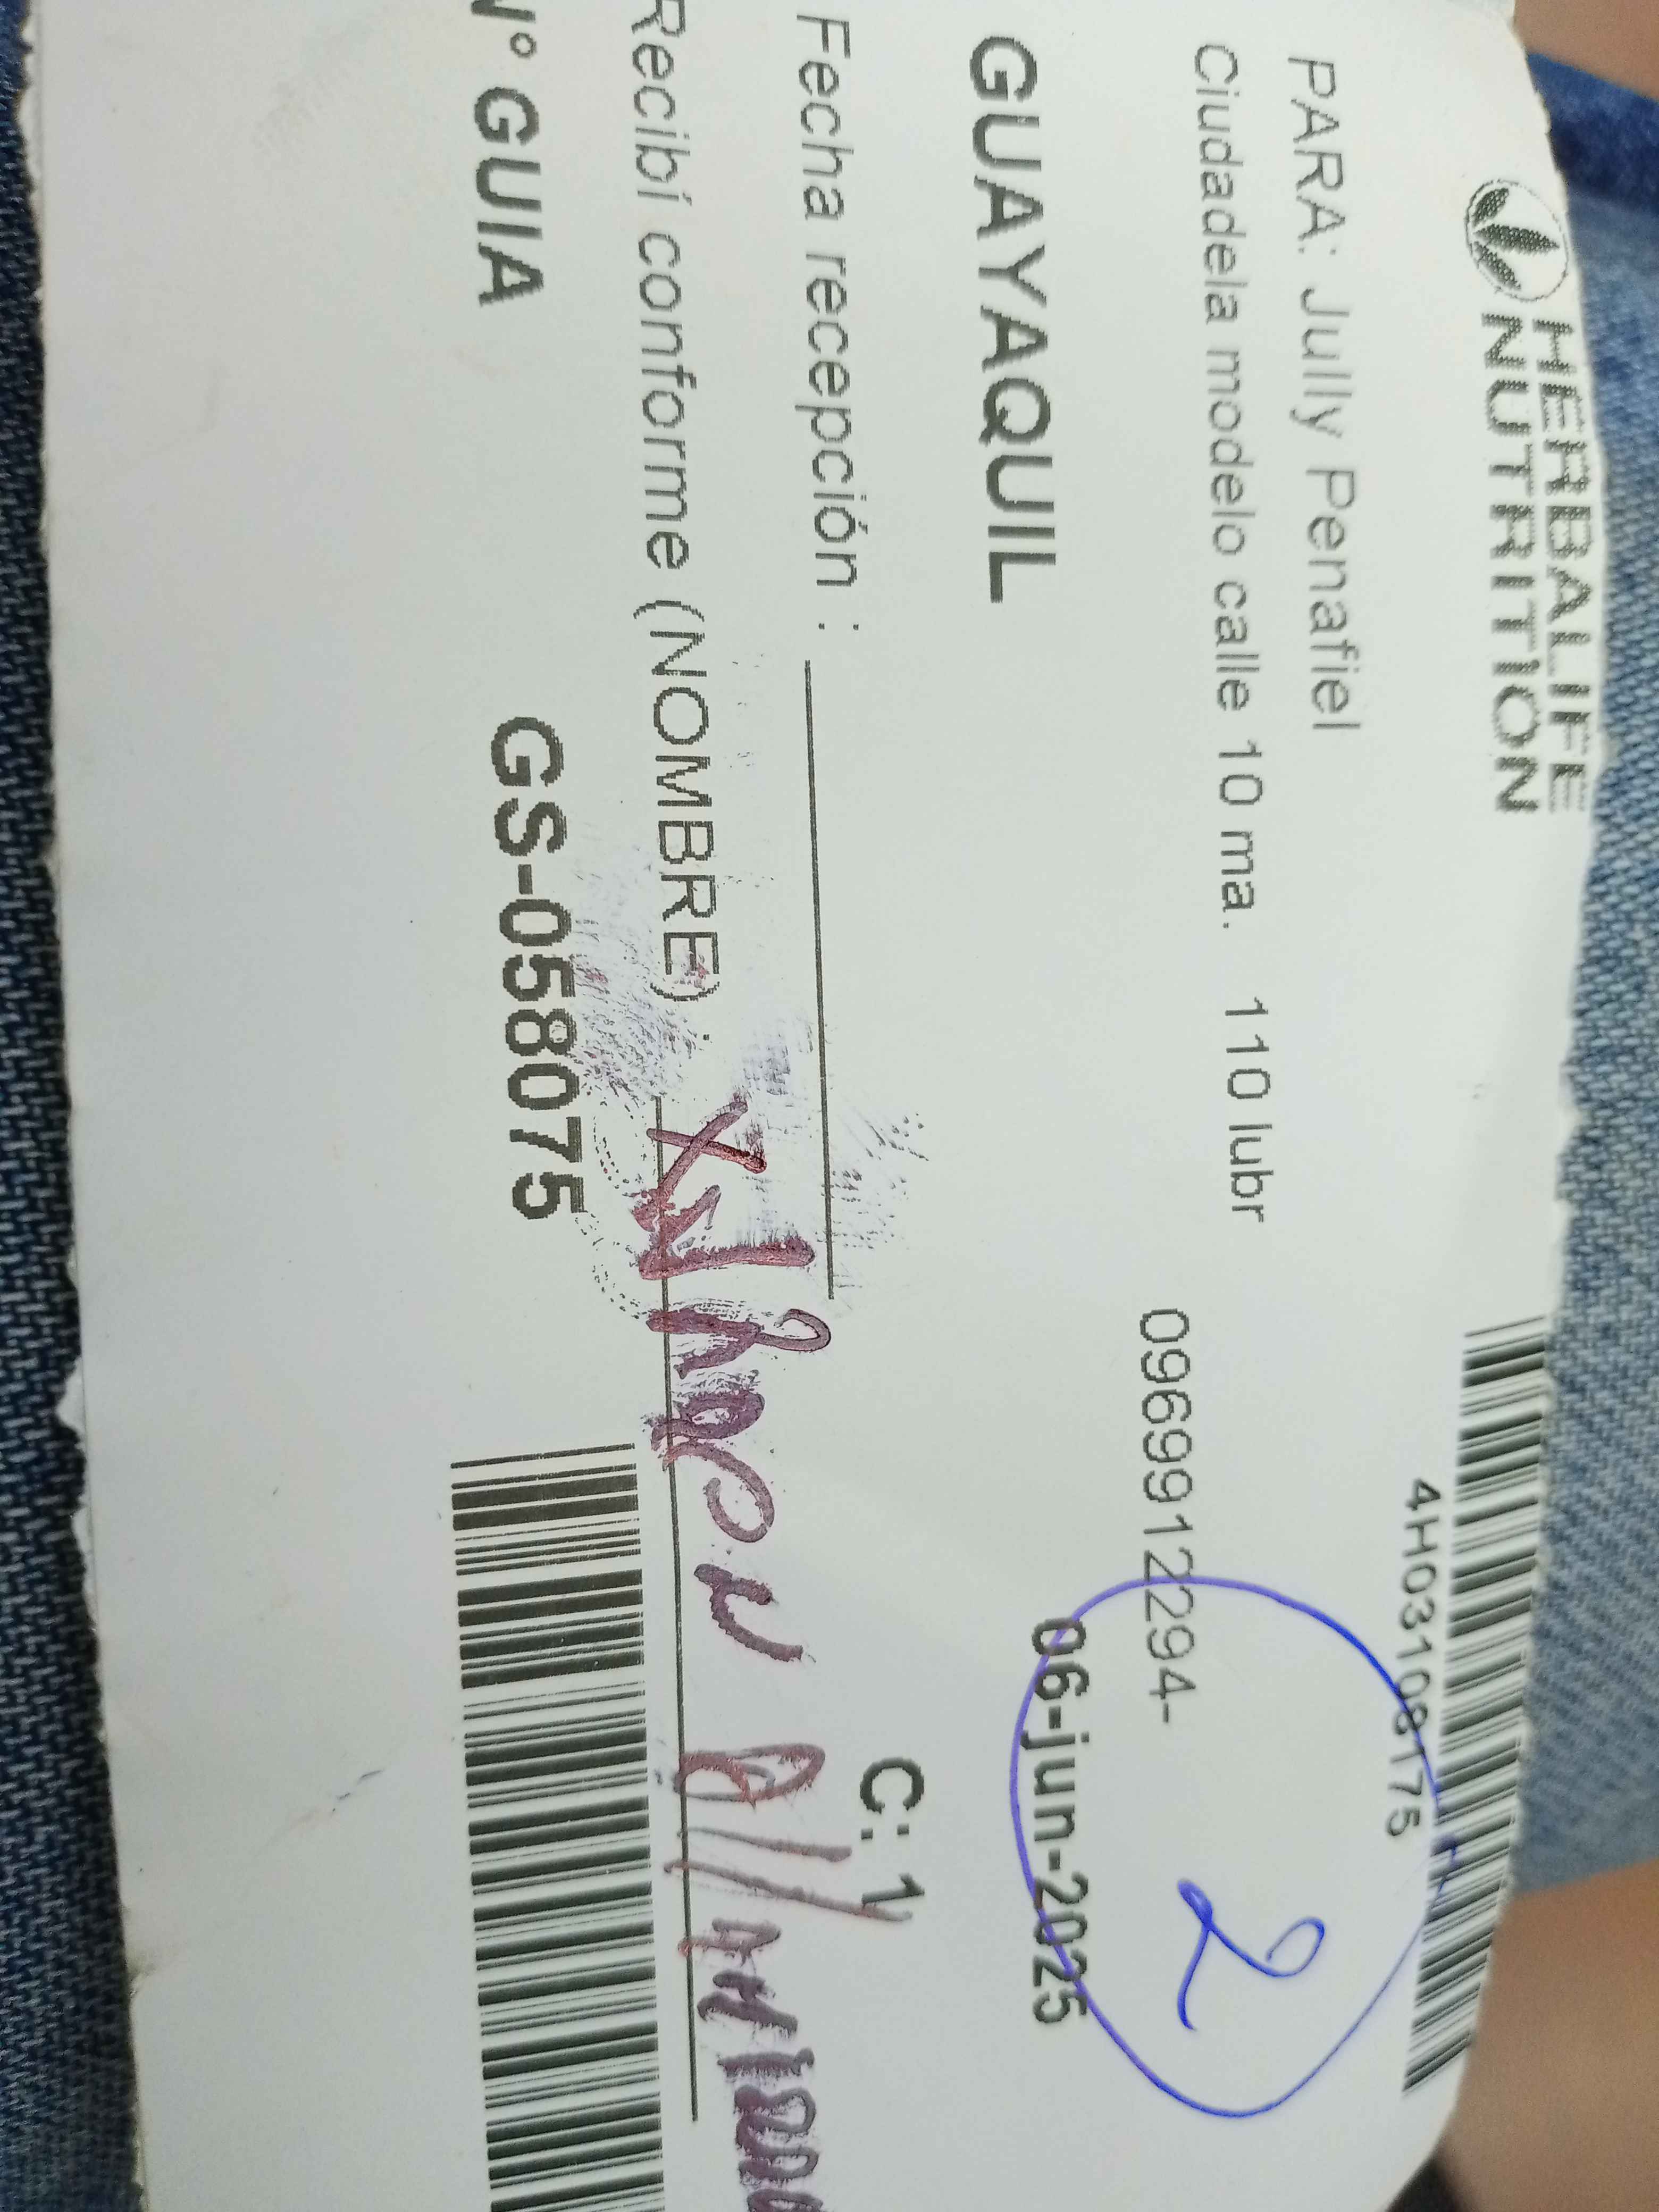 HERBALIFE
NUTRITION
4H03108175
PARA: Jully Penafiel
Ciudadela modelo calle 10 ma. 110 lubr
0969912294-
2
GUAYAQUIL
06-jun-2025
C: 1
Fecha recepción :
Recibí conforme (NOMBRE) :
N° GUIA
GS-058075